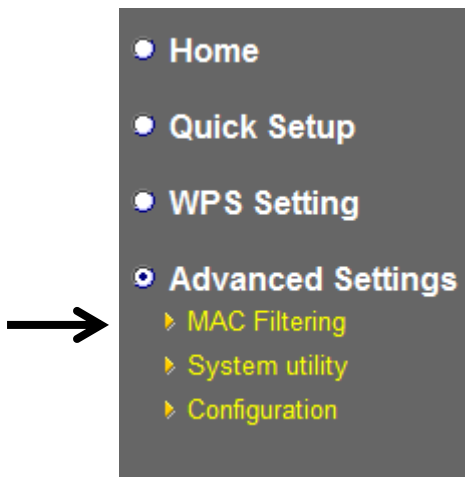 Home
Quick Setup
WPS Setting
Advanced Settings
MAC Filtering
System utility
Configuration